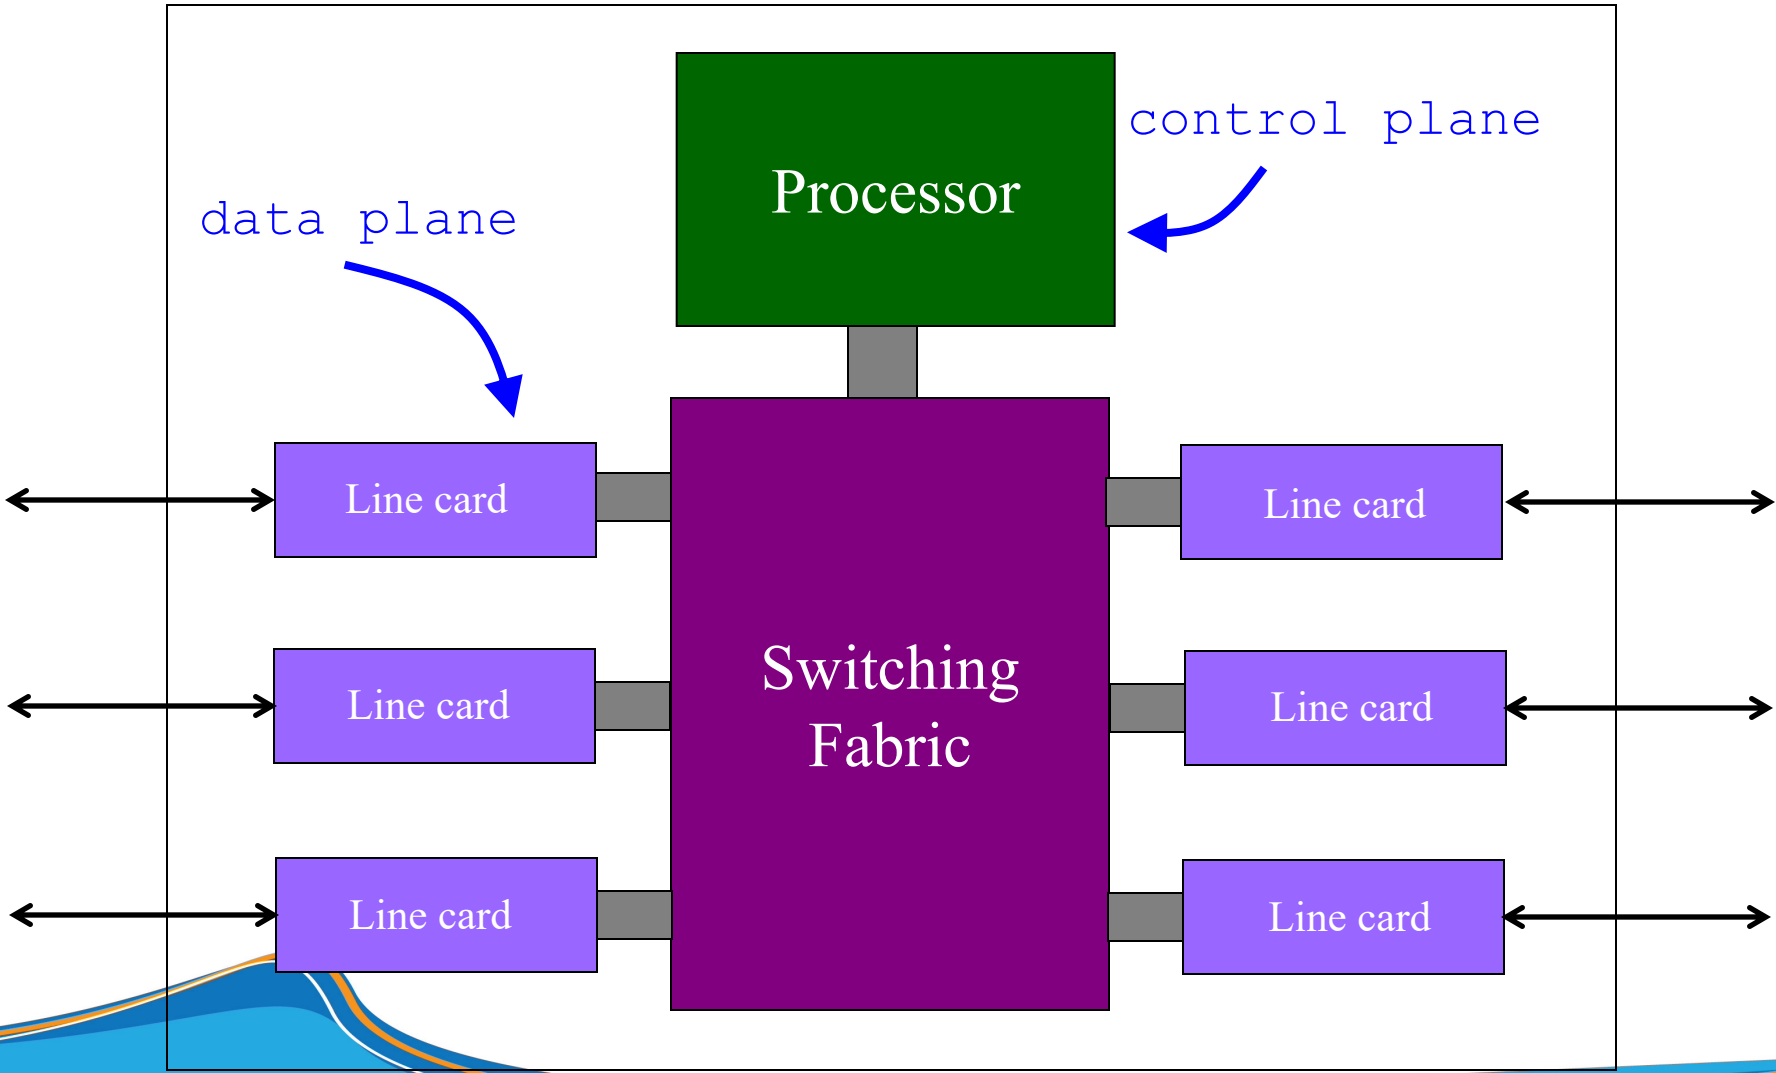 control plane
Processor
data plane
Line card
Line card
Switching
Fabric
Line card
Line card
Line card
Line card